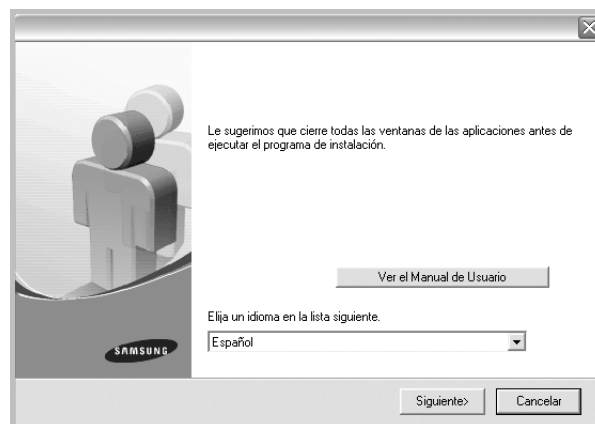 Le sugerimos que cierre todas las ventanas de las aplicaciones antes de
ejecutar el programa de instalación.
Ver el Manual de Usuario
Elija un idioma en la lista siguiente.
Español
SAMSUNG
Siguiente>
Cancelar